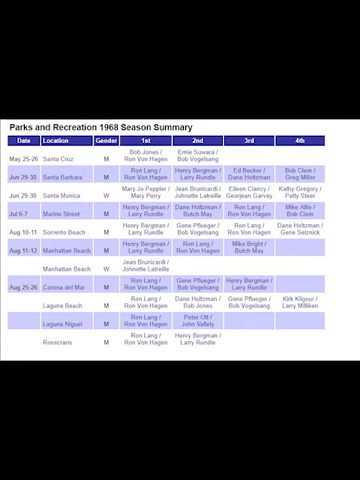 Parks and Recreation 1968 Season Summary
Date Location Gender 1st 2nd 3rd 4th
May 25-26 Santa Cruz M Bob Jones / Ron Von Hagen Ernie Suwara / Bob Vogelsang
Jun 29-30 Santa Barbara M Ron Lang / Ron Von Hagen Henry Bergman / Larry Rundle Ed Becker / Dane Holtzman Bob Clem / Greg Miller
Jun 29-30 Santa Monica W Mary Jo Peppler / Mary Perry Jean Brunicardi / Johnette Latreille Eileen Clancy / Georjean Garvey Kathy Gregory / Patty Steer
Jul 6-7 Marine Street M Henry Bergman / Larry Rundle Dane Holtzman / Butch May Ron Lang / Ron Von Hagen Mike Allio / Bob Clem
Aug 10-11 Sorrento Beach M Henry Bergman / Larry Rundle Gene Pflueger / Bob Vogelsang Ron Lang / Ron Von Hagen Dane Holtzman / Gene Selznick
Aug 11-12 Manhattan Beach M Henry Bergman / Larry Rundle Ron Lang / Ron Von Hagen Mike Bright / Butch May
Manhattan Beach W Jean Brunicardi / Johnette Latreille
Aug 25-26 Corona del Mar M Ron Lang / Ron Von Hagen Gene Pflueger / Bob Vogelsang Henry Bergman / Larry Rundle
Laguna Beach M Ron Lang / Ron Von Hagen Dane Holtzman / Bob Jones Gene Pflueger / Bob Vogelsang Kirk Kilgour / Larry Milliken
Laguna Niguel M Ron Lang / Ron Von Hagen Peter Ott / John Vallely
Rosecrans M Ron Lang / Ron Von Hagen Henry Bergman / Larry Rundle